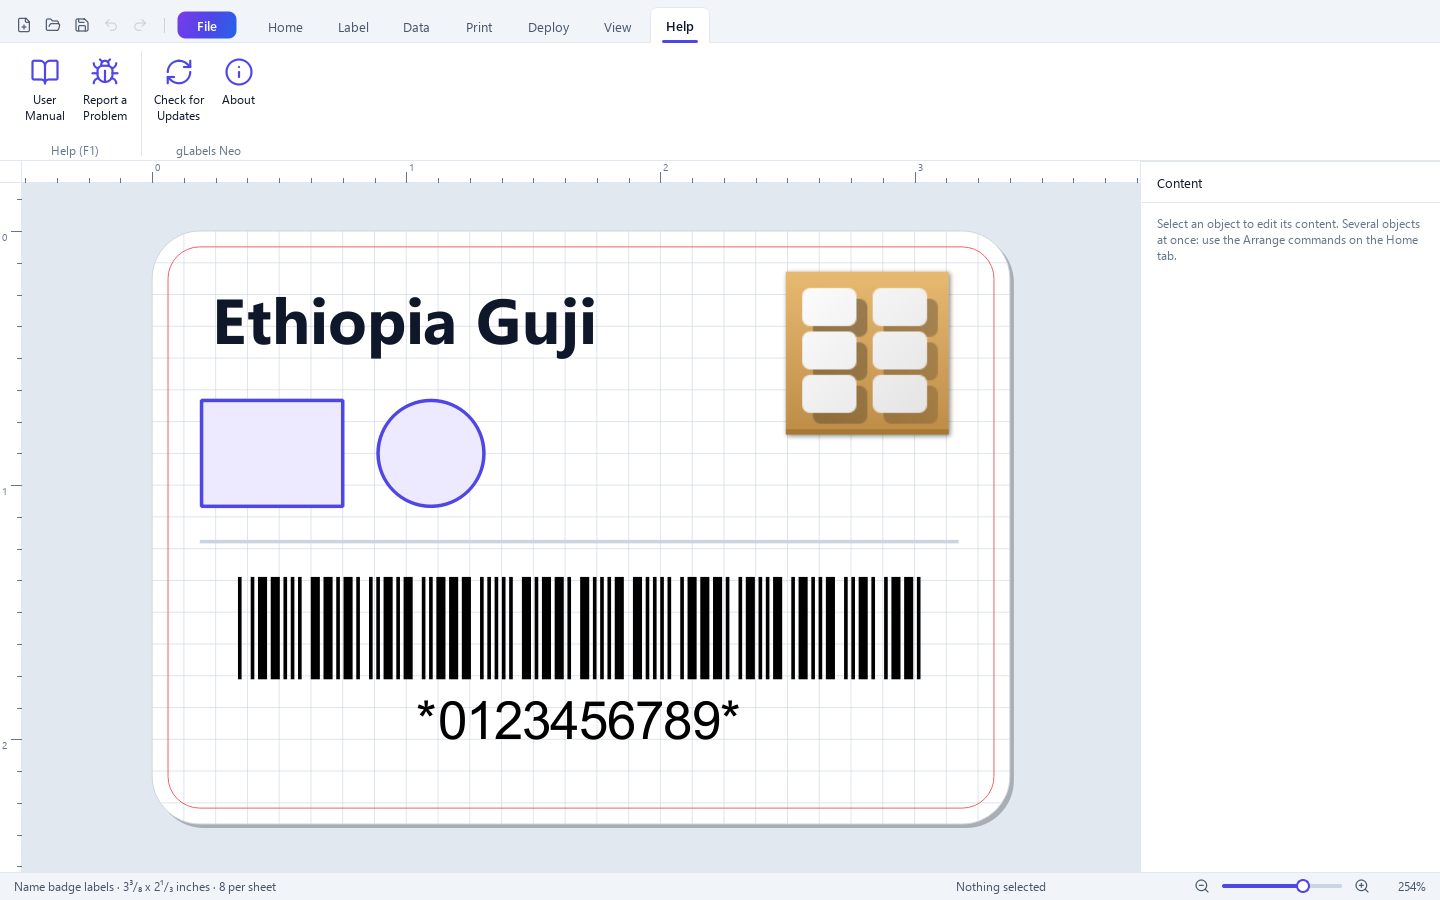 File
Home
Label
Data
Print
Deploy
View
Help
User
Manual
Report a
Problem
Check for
Updates
About
Help (F1)
gLabels Neo
0
1
2
3
0
1
2
Ethiopia Guji
*0123456789*
Content
Select an object to edit its content. Several objects
at once: use the Arrange commands on the Home
tab.
Name badge labels · 3³/₈ x 2¹/₃ inches · 8 per sheet
Nothing selected
254%